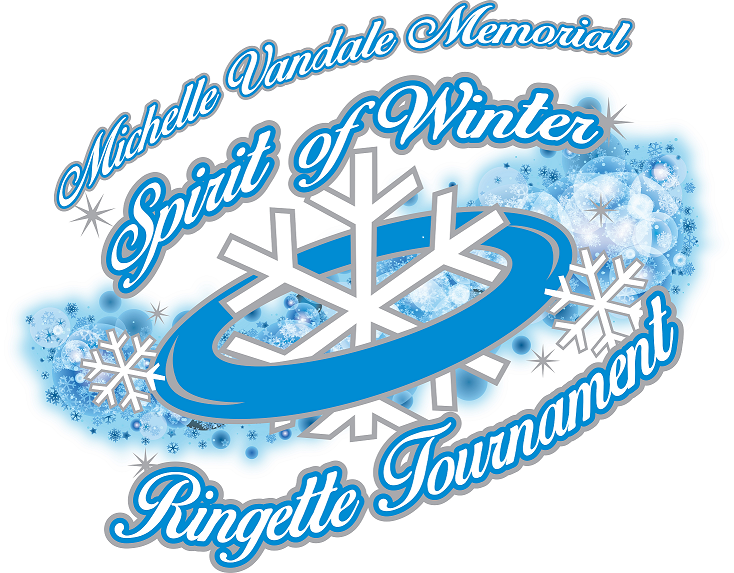 Michelle Vandale Memorial
Spirit of Winter
Ringette Tournament